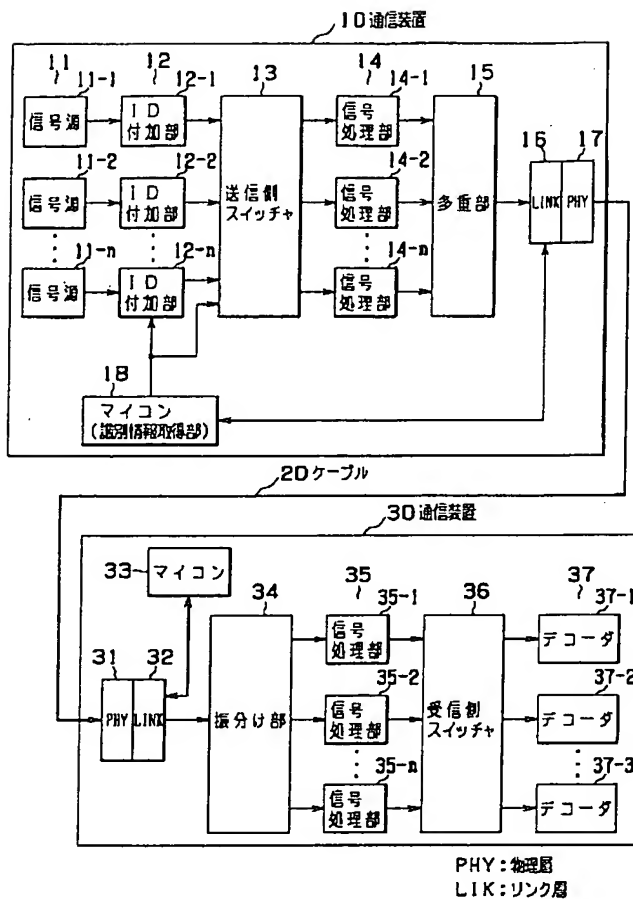 10通信装置
11
12
13
14
15
11-1
12-1
14-1
信号源
ID
付加部
信号
処理部
16
17
11-2
12-2
14-2
信号源
ID
付加部
送信側
スイッチャ
信号
処理部
多重部
LINK
PHY
11-n
12-n
14-n
信号源
ID
付加部
信号
処理部
18
マイコン
(識別情報取得部)
20ケーブル
30通信装置
33
マイコン
34
35
36
37
35-1
37-1
信号
処理部
デコーダ
31
32
35-2
37-2
PHY
LINK
振分け部
信号
処理部
受信側
スイッチャ
デコーダ
35-n
37-3
信号
処理部
デコーダ
PHY:物理層
LIK:リンク層